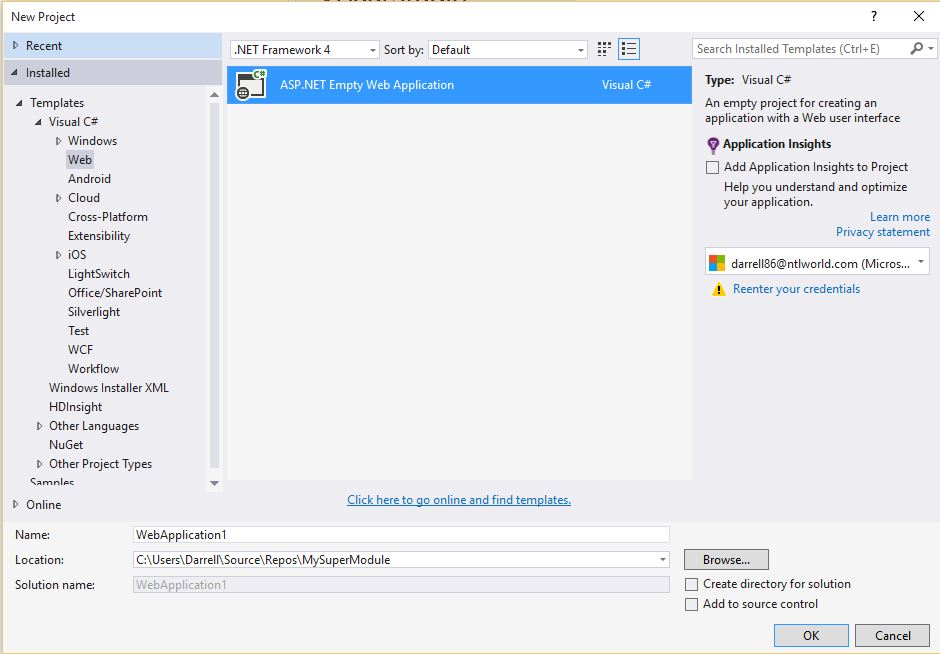 New Project
?
Recent
Installed
Templates
Visual C#
Windows
Web
Android
Cloud
Cross-Platform
Extensibility
iOS
LightSwitch
Office/SharePoint
Silverlight
Test
WCF
Workflow
Windows Installer XML
HDInsight
Other Languages
NuGet
Other Project Types
Samples
Online
.NET Framework 4
Sort by: Default
C#
ASP.NET Empty Web Application Visual C#
Click here to go online and find templates.
Search Installed Templates (Ctrl+E)
Type: Visual C#
An empty project for creating an
application with a Web user interface
Application Insights
Add Application Insights to Project
Help you understand and optimize
your application.
Learn more
Privacy statement
darrell86@ntlworld.com (Micros...
Reenter your credentials
Name: WebApplication1
Location: C:\Users\Darrell\Source\Repos\MySuperModule
Browse...
Solution name: WebApplication1
Create directory for solution
Add to source control
OK Cancel